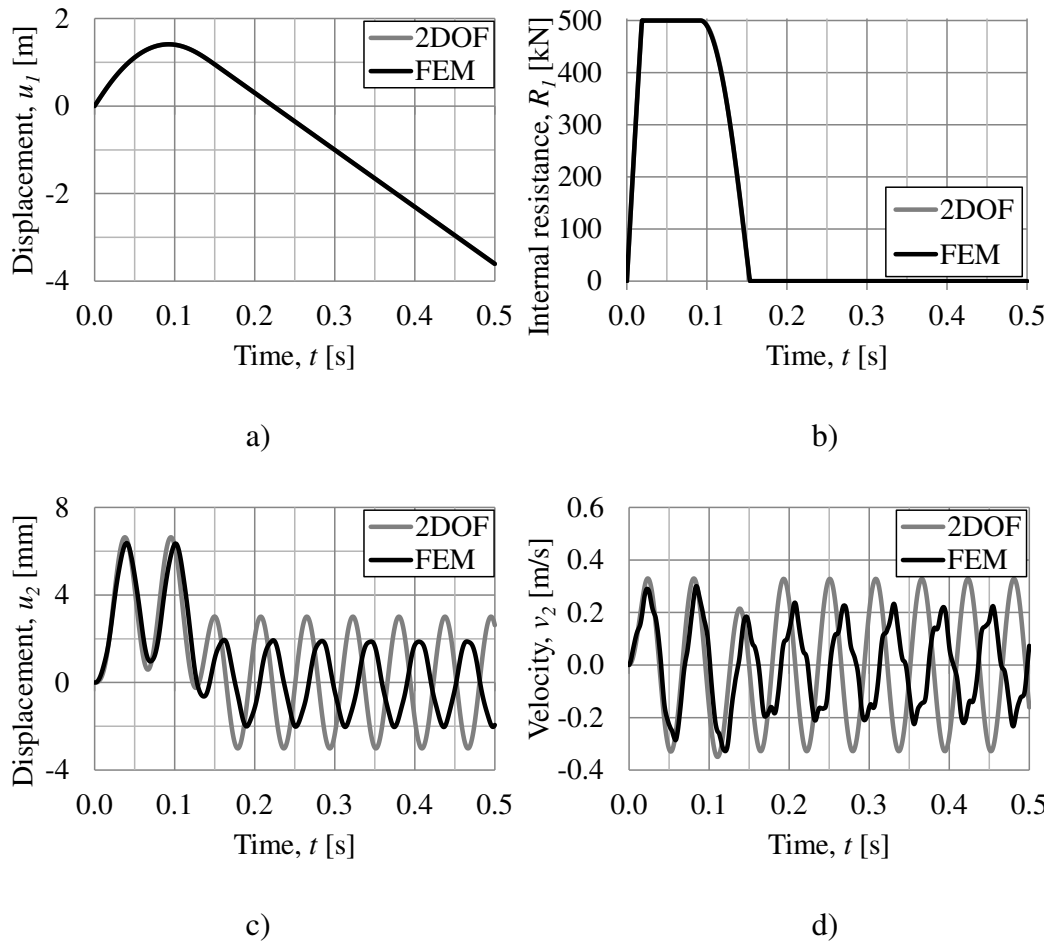 Displacement, u1 [m]
2
0
-2
-4
2DOF
FEM
0.0 0.1 0.2 0.3 0.4 0.5
Time, t [s]
a)
Internal resistance, R1 [kN]
500
400
300
200
100
0
2DOF
FEM
0.0 0.1 0.2 0.3 0.4 0.5
Time, t [s]
b)
Displacement, u2 [mm]
8
4
0
-4
2DOF
FEM
0.0 0.1 0.2 0.3 0.4 0.5
Time, t [s]
c)
Velocity, v2 [m/s]
0.6
0.4
0.2
0.0
-0.2
-0.4
2DOF
FEM
0.0 0.1 0.2 0.3 0.4 0.5
Time, t [s]
d)